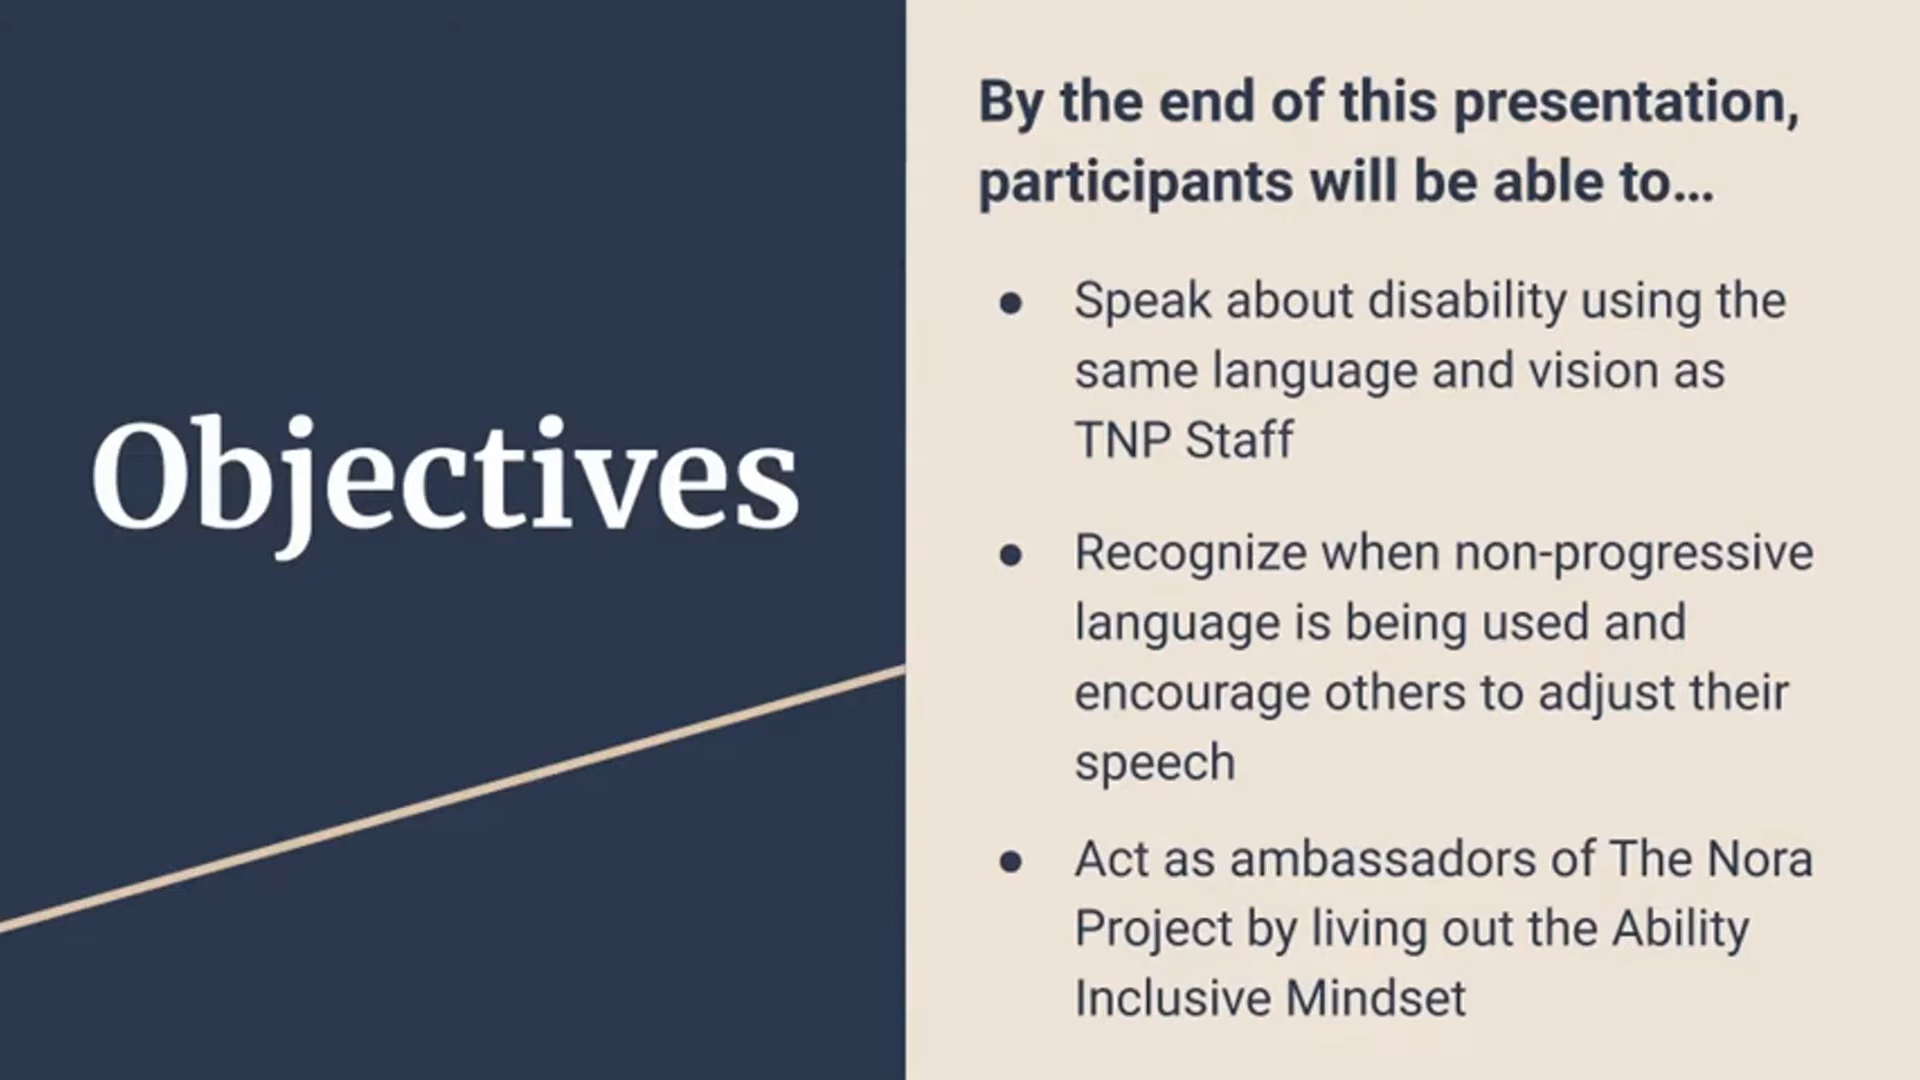 Objectives
By the end of this presentation,
participants will be able to...
● Speak about disability using the
same language and vision as
TNP Staff
● Recognize when non-progressive
language is being used and
encourage others to adjust their
speech
● Act as ambassadors of The Nora
Project by living out the Ability
Inclusive Mindset